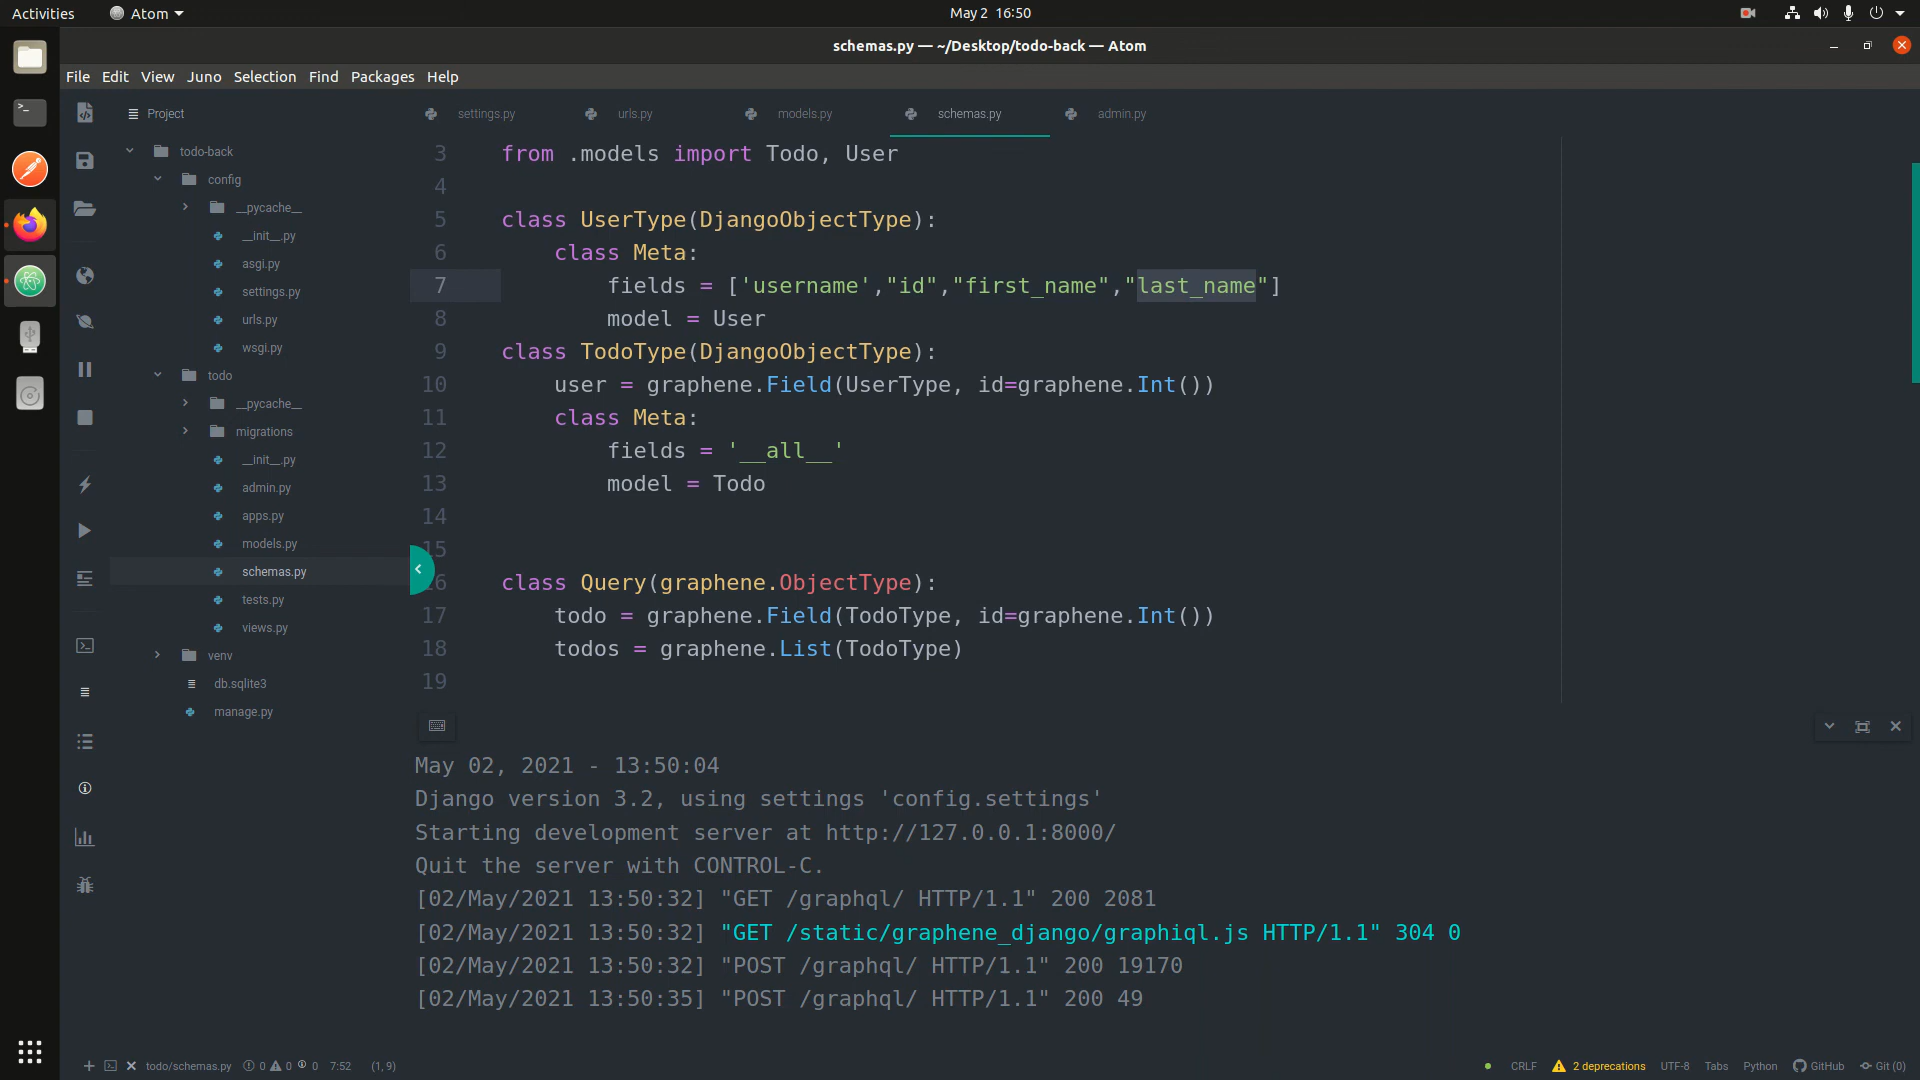 Activities
Atom
May 2 16:50
schemas.py — ~/Desktop/todo-back — Atom
File Edit View Juno Selection Find Packages Help
Project
settings.py
urls.py
models.py
schemas.py
admin.py
todo-back
config
__pycache__
__init__.py
asgi.py
settings.py
urls.py
wsgi.py
todo
__pycache__
migrations
__init__.py
admin.py
apps.py
models.py
schemas.py
tests.py
views.py
venv
db.sqlite3
manage.py
3 from .models import Todo, User
4
5 class UserType(DjangoObjectType):
6 class Meta:
7 fields = ['username',"id","first_name","last_name"]
8 model = User
9 class TodoType(DjangoObjectType):
10 user = graphene.Field(UserType, id=graphene.Int())
11 class Meta:
12 fields = '__all__'
13 model = Todo
14
15
16 class Query(graphene.ObjectType):
17 todo = graphene.Field(TodoType, id=graphene.Int())
18 todos = graphene.List(TodoType)
19
May 02, 2021 - 13:50:04
Django version 3.2, using settings 'config.settings'
Starting development server at http://127.0.0.1:8000/
Quit the server with CONTROL-C.
[02/May/2021 13:50:32] "GET /graphql/ HTTP/1.1" 200 2081
[02/May/2021 13:50:32] "GET /static/graphene_django/graphiql.js HTTP/1.1" 304 0
[02/May/2021 13:50:32] "POST /graphql/ HTTP/1.1" 200 19170
[02/May/2021 13:50:35] "POST /graphql/ HTTP/1.1" 200 49
todo/schemas.py 0 0 0 7:52 (1, 9)
CRLF 2 deprecations UTF-8 Tabs Python GitHub Git (0)